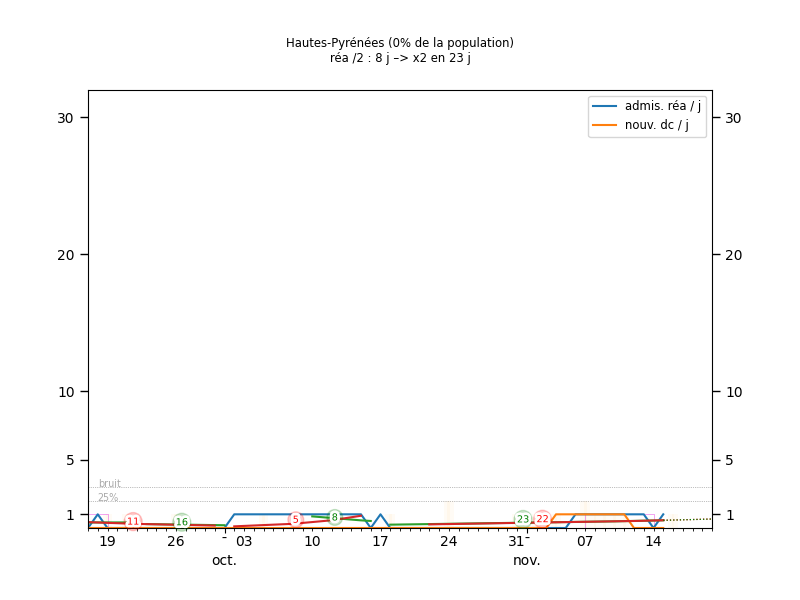 Hautes-Pyrénées (0% de la population)
réa /2 : 8 j –> x2 en 23 j
admis. réa / j
nouv. dc / j
30 30
20 20
10 10
5 5
bruit
25%
1 1
11 16 5 8 23 22
19 26 - 03 10 17 24 31 - 07 14
oct. nov.